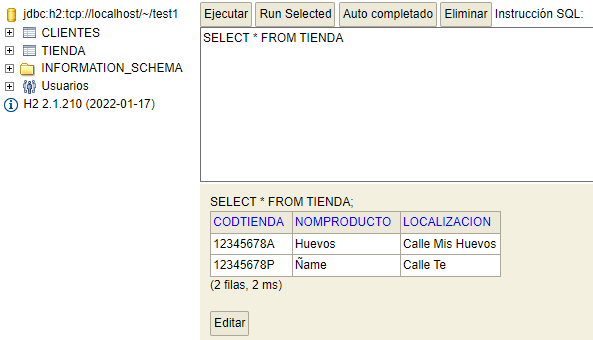 jdbc:h2:tcp://localhost/~/test1
CLIENTES
TIENDA
INFORMATION_SCHEMA
Usuarios
H2 2.1.210 (2022-01-17)
Ejecutar Run Selected Auto completado Eliminar Instrucción SQL:
SELECT * FROM TIENDA
SELECT * FROM TIENDA;
CODTIENDA NOMPRODUCTO LOCALIZACION
12345678A Huevos Calle Mis Huevos
12345678P Ñame Calle Te
(2 filas, 2 ms)
Editar